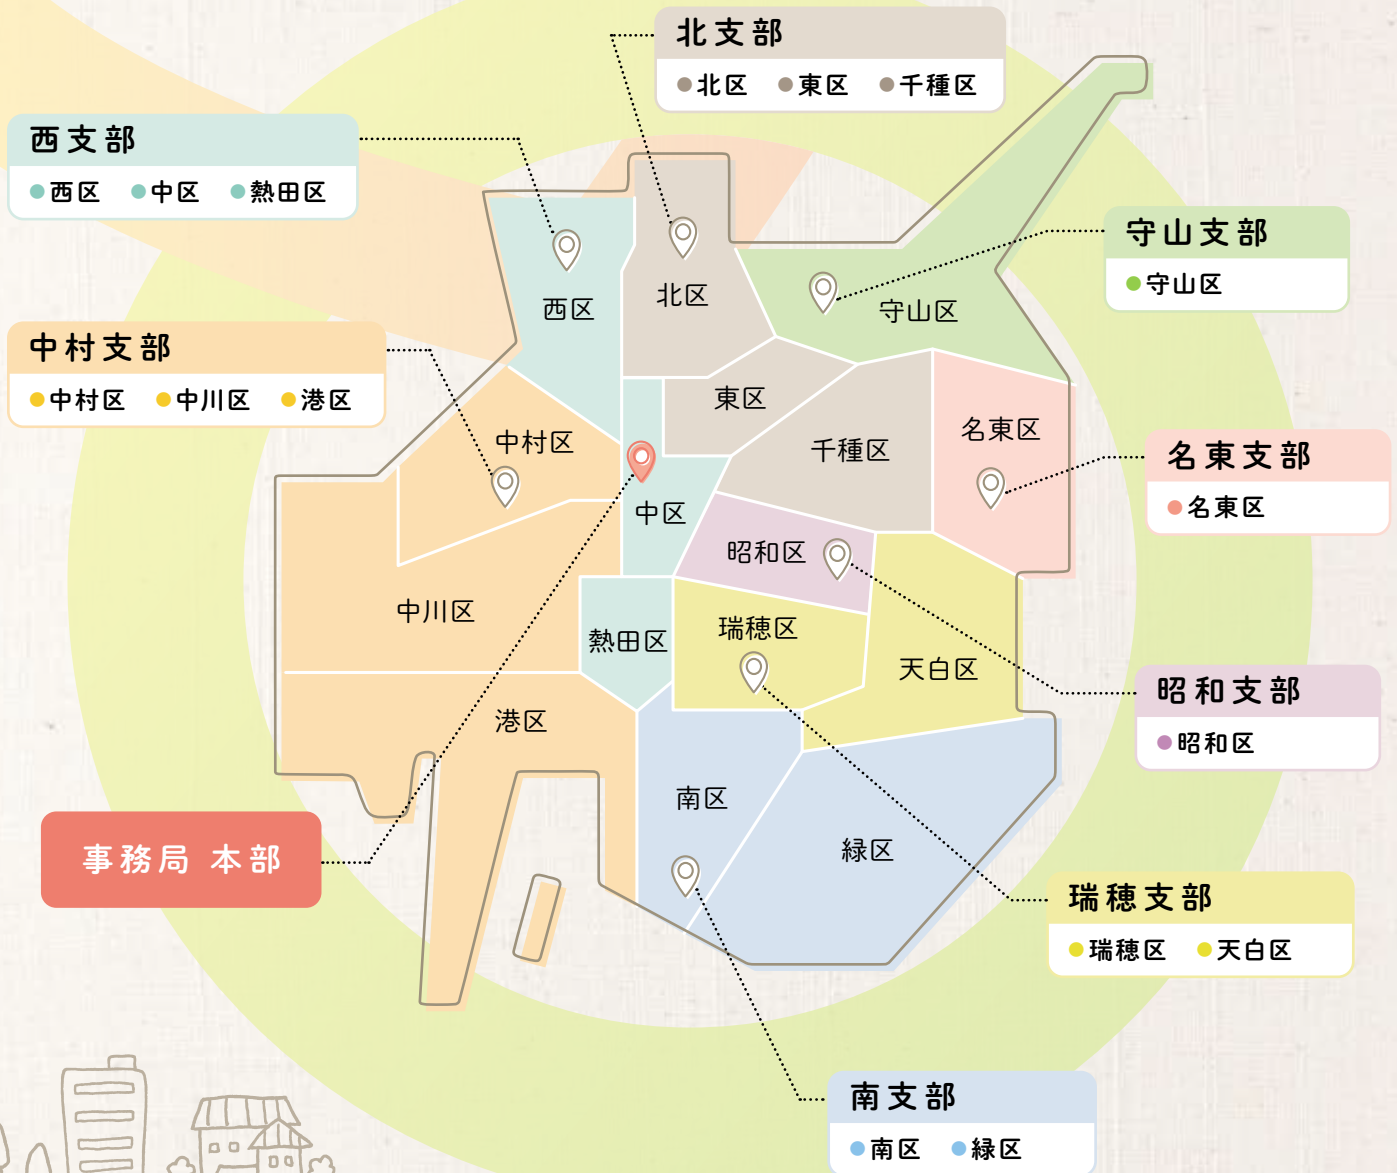 北支部
北区 東区 千種区
西支部
西区 中区 熱田区
守山支部
守山区
中村支部
中村区 中川区 港区
名東支部
名東区
昭和支部
昭和区
事務局 本部
瑞穂支部
瑞穂区 天白区
南支部
南区 緑区
西区
北区
守山区
東区
中村区
千種区
名東区
中区
昭和区
中川区
熱田区
瑞穂区
天白区
港区
南区
緑区